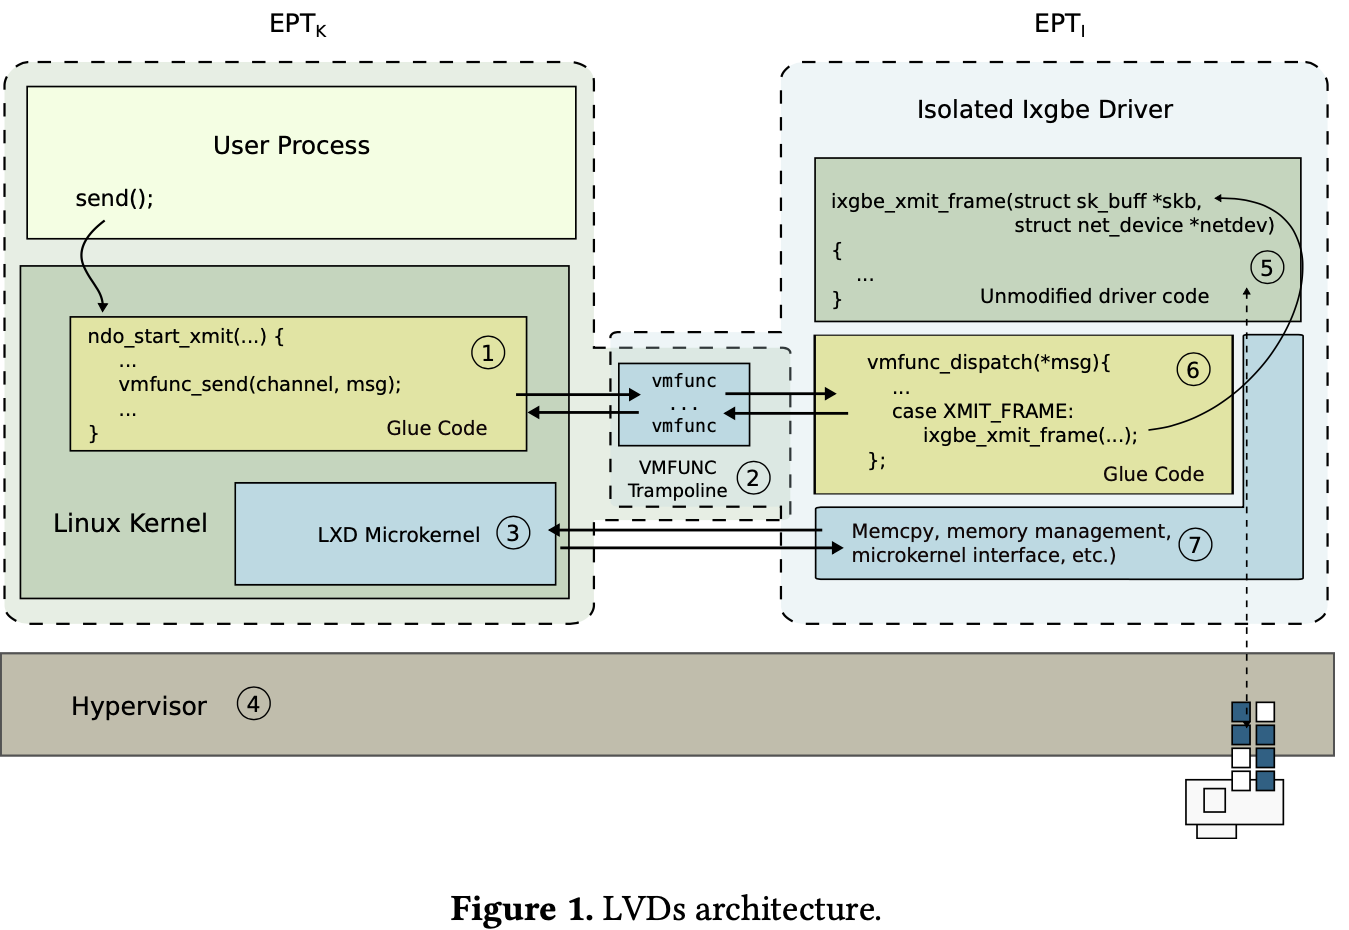 EPTK
EPTI
User Process
send();
ndo_start_xmit(...) {
...
vmfunc_send(channel, msg);
...
}
Glue Code
1
Linux Kernel
LXD Microkernel
3
vmfunc
...
vmfunc
VMFUNC
Trampoline
2
Isolated Ixgbe Driver
ixgbe_xmit_frame(struct sk_buff *skb,
struct net_device *netdev)
{
...
}
Unmodified driver code
5
vmfunc_dispatch(*msg){
...
case XMIT_FRAME:
ixgbe_xmit_frame(...);
};
Glue Code
6
Memcpy, memory management,
microkernel interface, etc.)
7
Hypervisor
4
Figure 1. LVDs architecture.